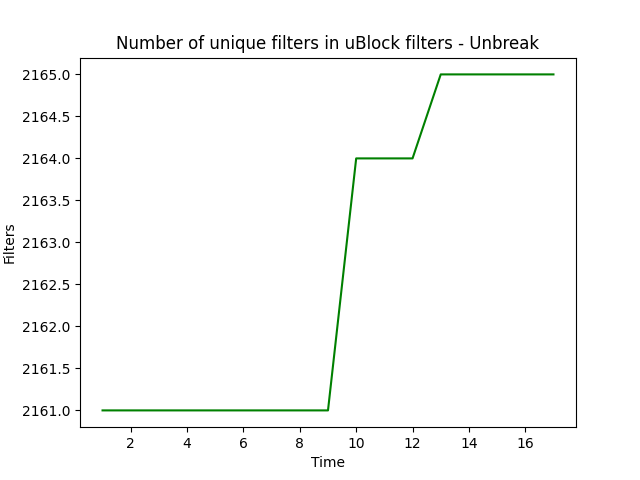 Number of unique filters in uBlock filters - Unbreak
2165.0
2164.5
2164.0
2163.5
2163.0
2162.5
2162.0
2161.5
2161.0
Filters
2 4 6 8 10 12 14 16
Time